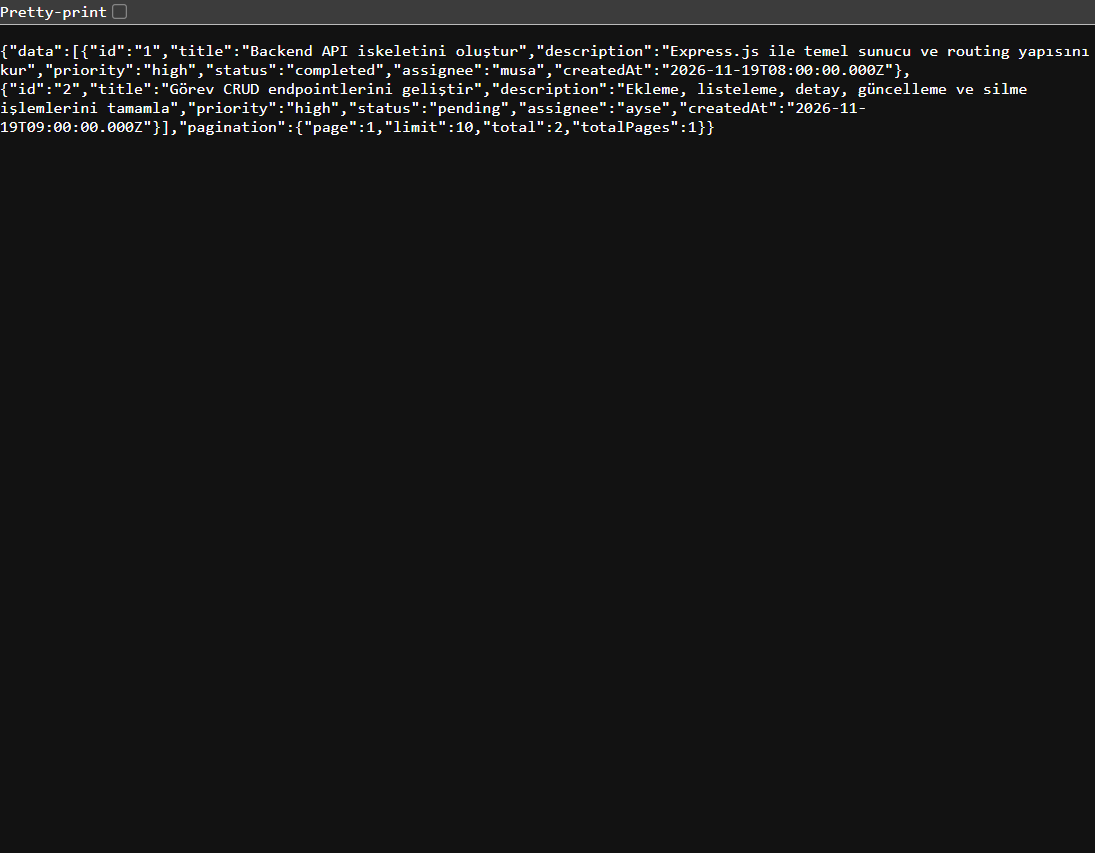 Pretty-print
{"data":[{"id":"1","title":"Backend API iskeletini oluştur","description":"Express.js ile temel sunucu ve routing yapısını
kur","priority":"high","status":"completed","assignee":"musa","createdAt":"2026-11-19T08:00:00.000Z"},
{"id":"2","title":"Görev CRUD endpointlerini geliştir","description":"Ekleme, listeleme, detay, güncelleme ve silme
işlemlerini tamamla","priority":"high","status":"pending","assignee":"ayse","createdAt":"2026-11-
19T09:00:00.000Z"}],"pagination":{"page":1,"limit":10,"total":2,"totalPages":1}}